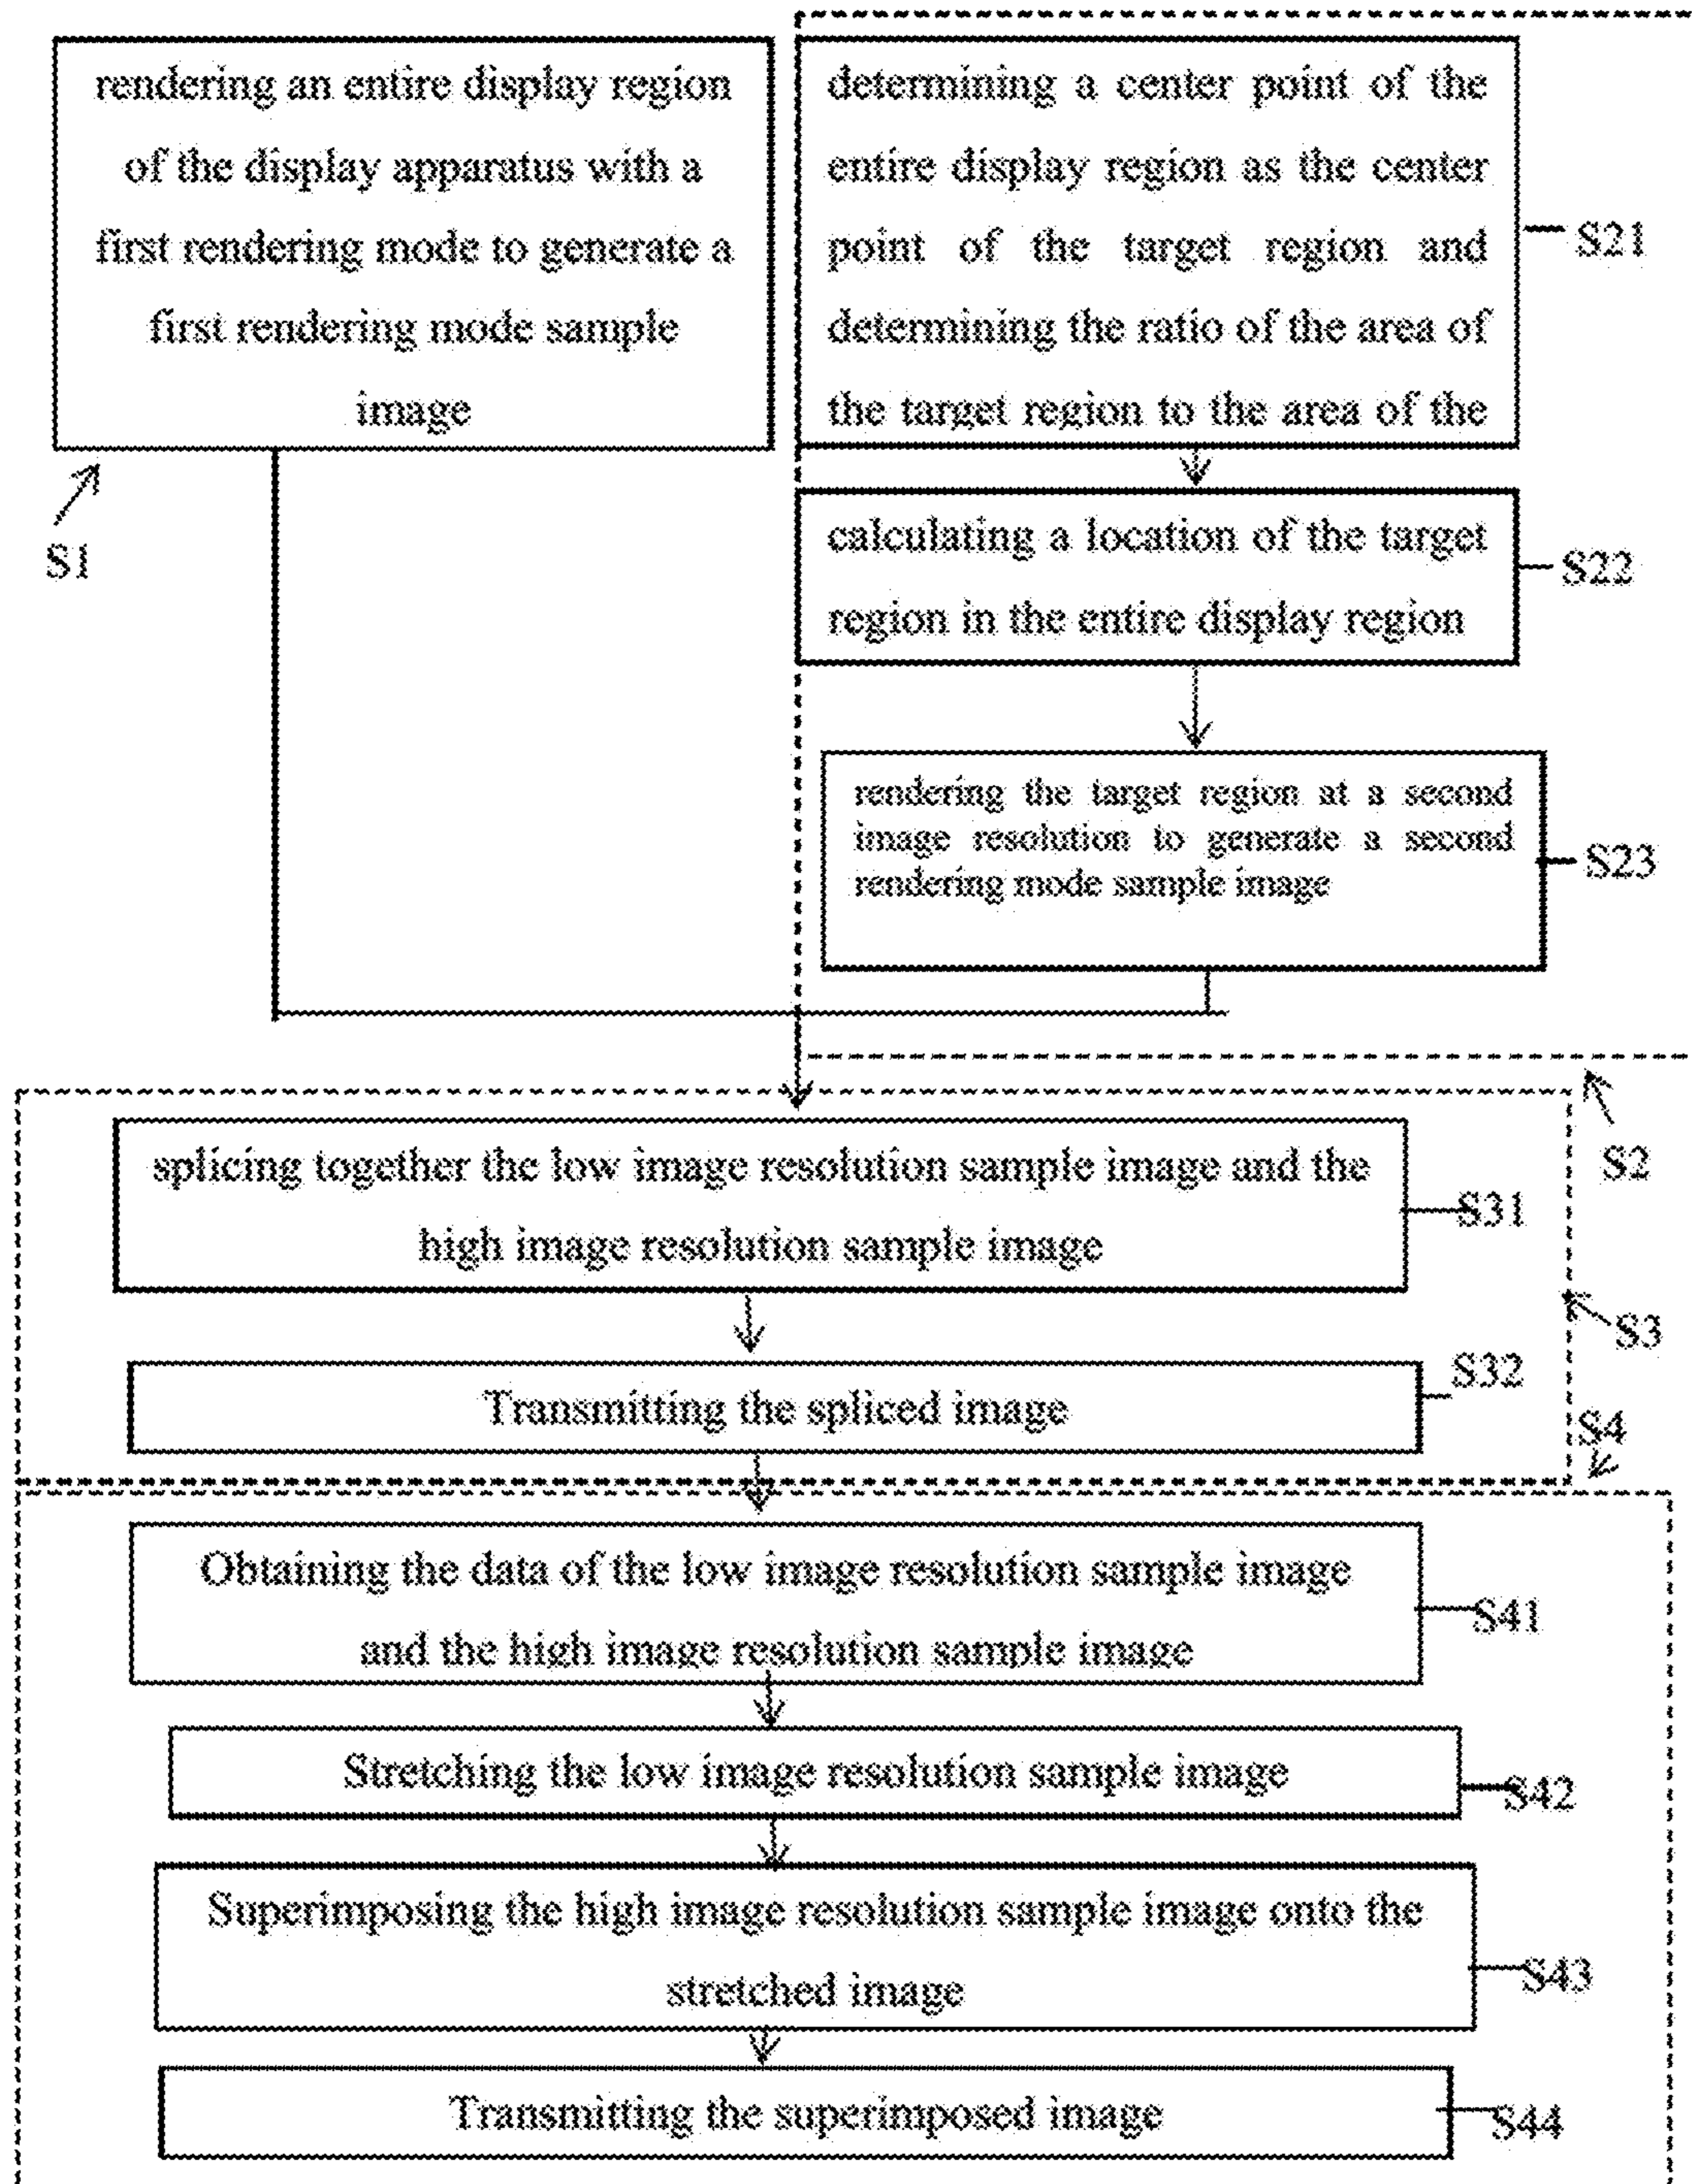 rendering an entire display region
of the display apparatus with a
first rendering mode to generate a
first rendering mode sample
image
S1
determining a center point of the
entire display region as the center
point of the target region and
determining the ratio of the area of
the target region to the area of the
S21
calculating a location of the target
region in the entire display region
S22
rendering the target region at a second
image resolution to generate a second
rendering mode sample image
S23
S2
splicing together the low image resolution sample image and the
high image resolution sample image
S31
S3
Transmitting the spliced image
S32
S4
Obtaining the data of the low image resolution sample image
and the high image resolution sample image
S41
Stretching the low image resolution sample image
S42
Superimposing the high image resolution sample image onto the
stretched image
S43
Transmitting the superimposed image
S44